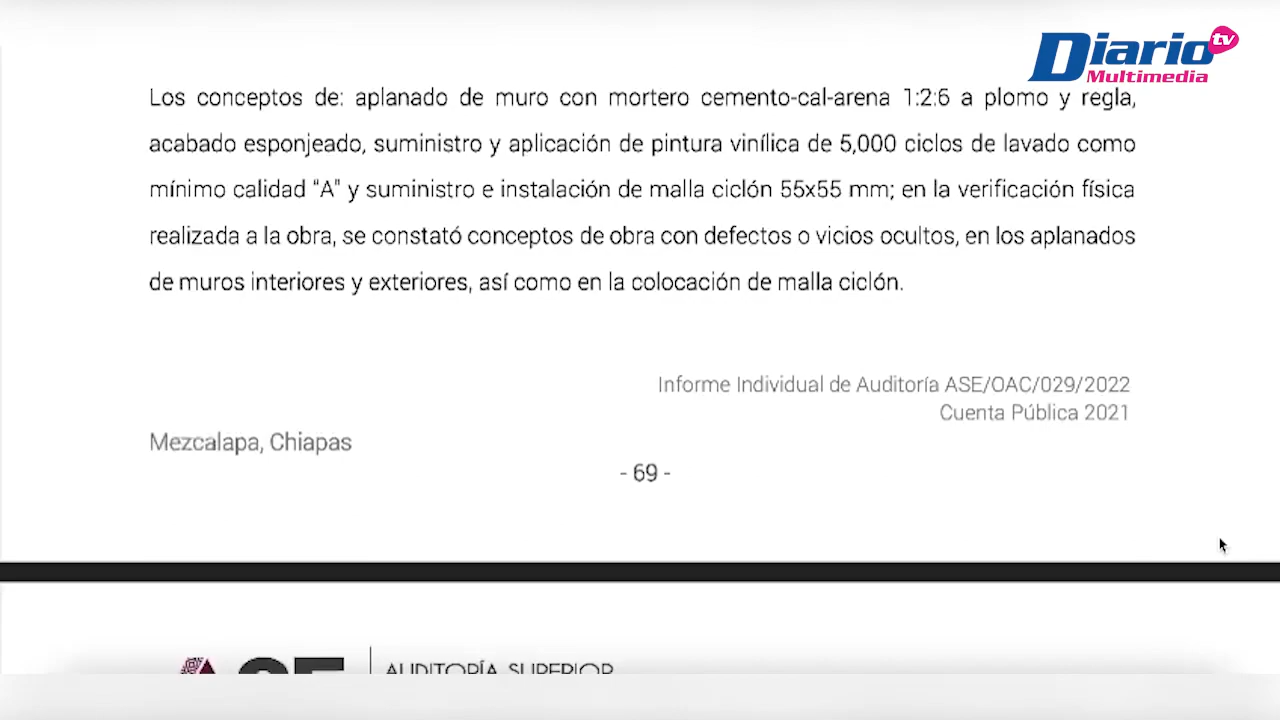 Diario tv
Multimedia
Los conceptos de: aplanado de muro con mortero cemento-cal-arena 1:2:6 a plomo y regla,
acabado esponjeado, suministro y aplicación de pintura vinílica de 5,000 ciclos de lavado como
mínimo calidad “A” y suministro e instalación de malla ciclón 55x55 mm; en la verificación física
realizada a la obra, se constató conceptos de obra con defectos o vicios ocultos, en los aplanados
de muros interiores y exteriores, así como en la colocación de malla ciclón.
Informe Individual de Auditoría ASE/OAC/029/2022
Cuenta Pública 2021
Mezcalapa, Chiapas
- 69 -
AUDITORÍA SUPERIOR